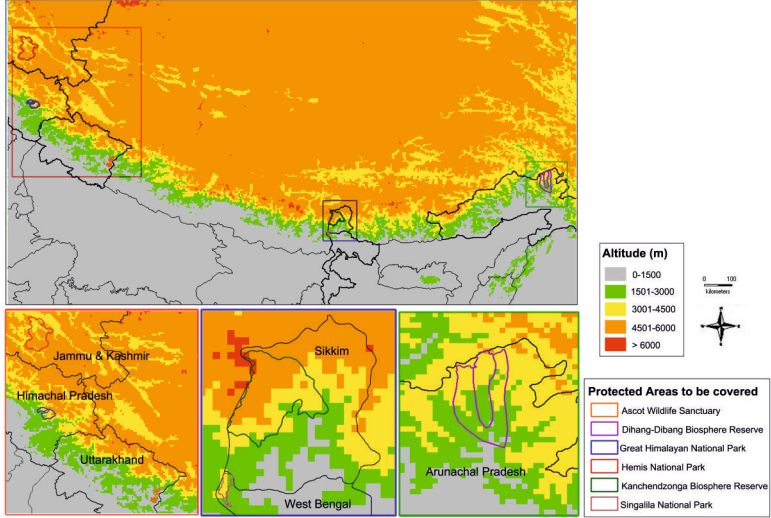 Altitude (m)
0-1500
1501-3000
3001-4500
4501-6000
> 6000
0 100
kilometers
Jammu & Kashmir
Himachal Pradesh
Uttarakhand
Sikkim
West Bengal
Arunachal Pradesh
Protected Areas to be covered
Ascot Wildlife Sanctuary
Dihang-Dibang Biosphere Reserve
Great Himalayan National Park
Hemis National Park
Kanchendzonga Biosphere Reserve
Singalila National Park